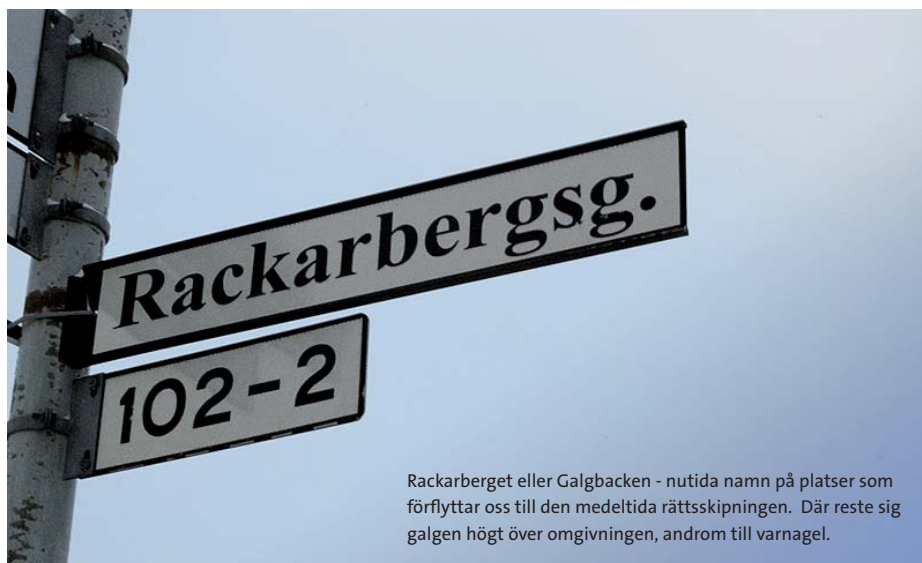 Rackarbergsg.
102-2
Rackarberget eller Galgbacken - nutida namn på platser som
förflyttar oss till den medeltida rättsskipningen. Där reste sig
galgen högt över omgivningen, androm till varnagel.